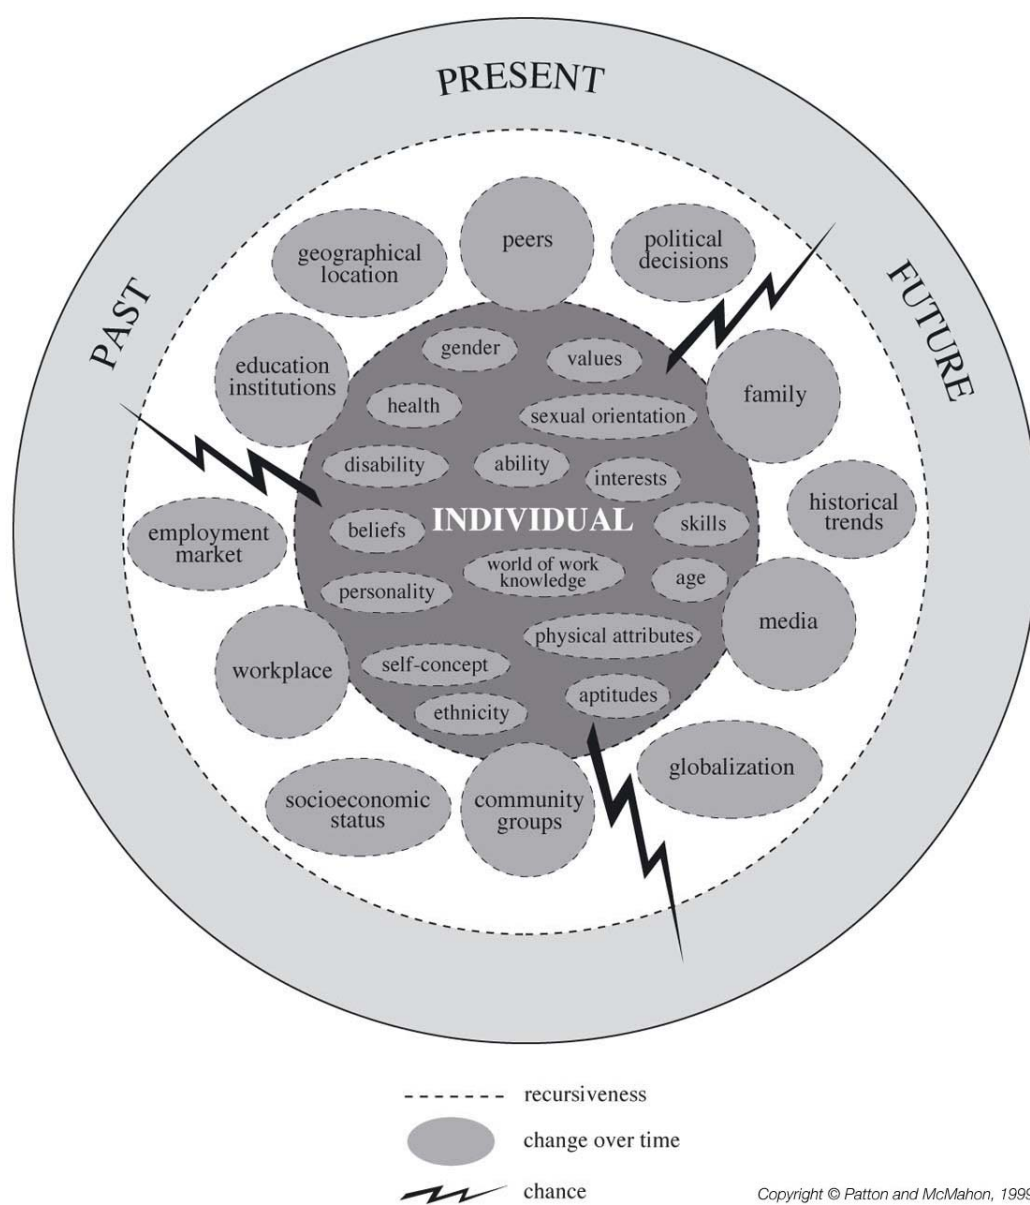 PRESENT
PAST
FUTURE
peers
political
decisions
geographical
location
education
institutions
family
gender
values
health
sexual orientation
disability
ability
interests
historical
trends
employment
market
beliefs
INDIVIDUAL
skills
world of work
knowledge
age
personality
media
physical attributes
workplace
self-concept
aptitudes
ethnicity
globalization
socioeconomic
status
community
groups
recursiveness
change over time
chance
Copyright © Patton and McMahon, 1999